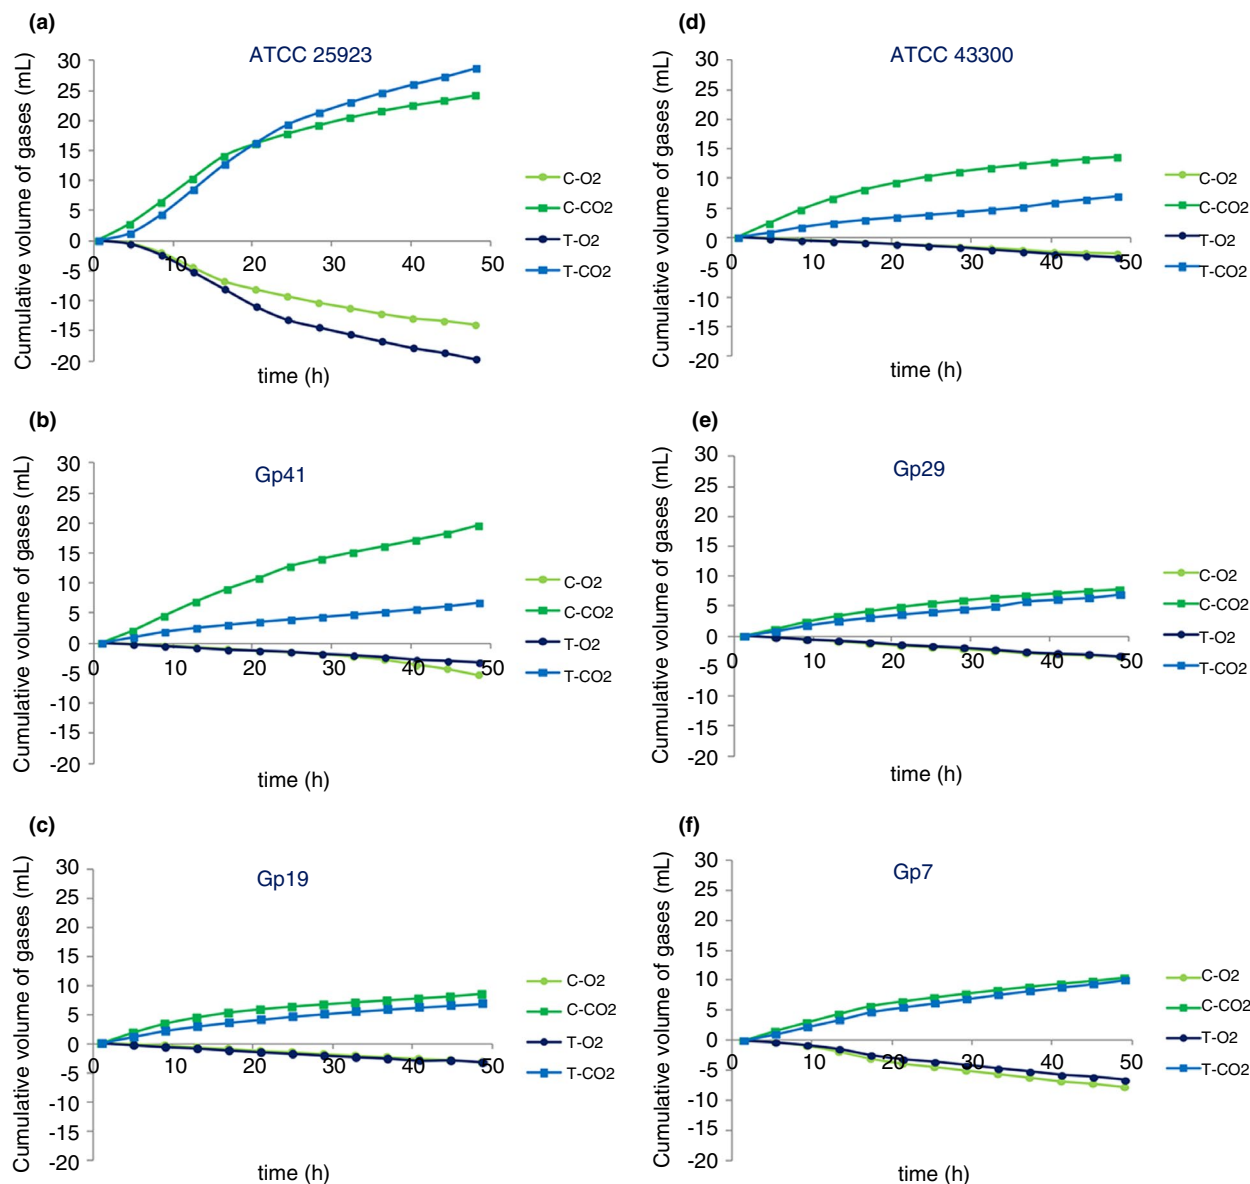 (a)
ATCC 25923
Cumulative volume of gases (mL)
30
25
20
15
10
5
0
-5
-10
-15
-20
0 10 20 30 40 50
time (h)
C-O2
C-CO2
T-O2
T-CO2
(d)
ATCC 43300
Cumulative volume of gases (mL)
30
25
20
15
10
5
0
-5
-10
-15
-20
0 10 20 30 40 50
time (h)
C-O2
C-CO2
T-O2
T-CO2
(b)
Gp41
Cumulative volume of gases (mL)
30
25
20
15
10
5
0
-5
-10
-15
-20
0 10 20 30 40 50
time (h)
C-O2
C-CO2
T-O2
T-CO2
(e)
Gp29
Cumulative volume of gases (mL)
30
25
20
15
10
5
0
-5
-10
-15
-20
0 10 20 30 40 50
time (h)
C-O2
C-CO2
T-O2
T-CO2
(c)
Gp19
Cumulative volume of gases (mL)
30
25
20
15
10
5
0
-5
-10
-15
-20
0 10 20 30 40 50
time (h)
C-O2
C-CO2
T-O2
T-CO2
(f)
Gp7
Cumulative volume of gases (mL)
30
25
20
15
10
5
0
-5
-10
-15
-20
0 10 20 30 40 50
time (h)
C-O2
C-CO2
T-O2
T-CO2